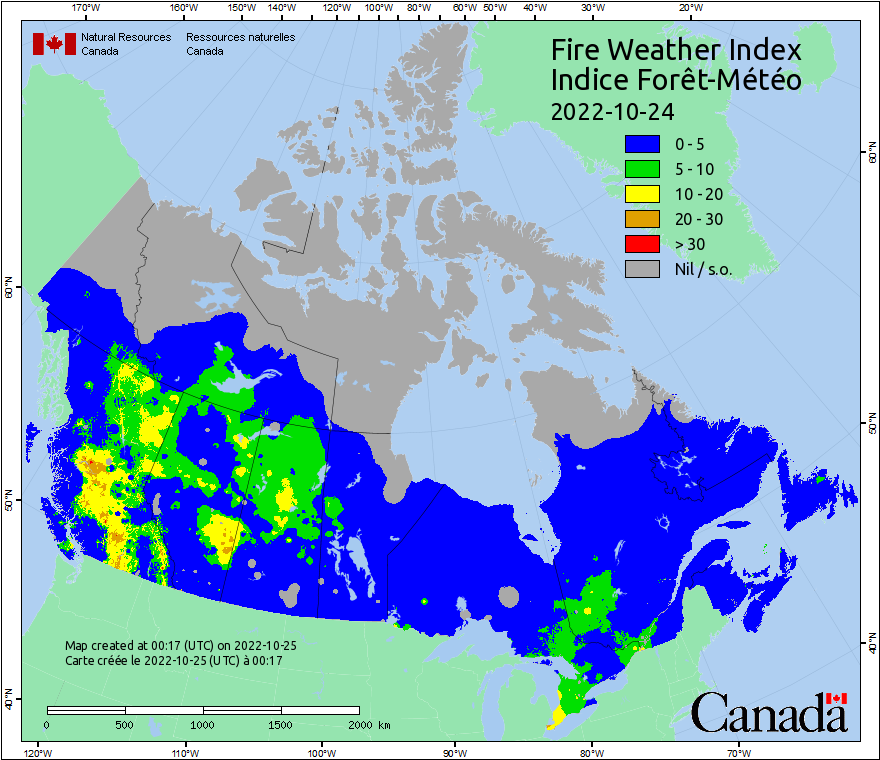 170°W 160°W 150°W 140°W 130°W 120°W 110°W 100°W 90°W 80°W 70°W 60°W 50°W 40°W 30°W 20°W
Natural Resources Ressources naturelles
Canada Canada
Fire Weather Index
Indice Forêt-Météo
2022-10-24
0 - 5
5 - 10
10 - 20
20 - 30
> 30
Nil / s.o.
60°N
60°N
50°N
50°N
40°N
40°N
Map created at 00:17 (UTC) on 2022-10-25
Carte créée le 2022-10-25 (UTC) à 00:17
0 500 1000 1500 2000 km
Canada
120°W 110°W 100°W 90°W 80°W 70°W